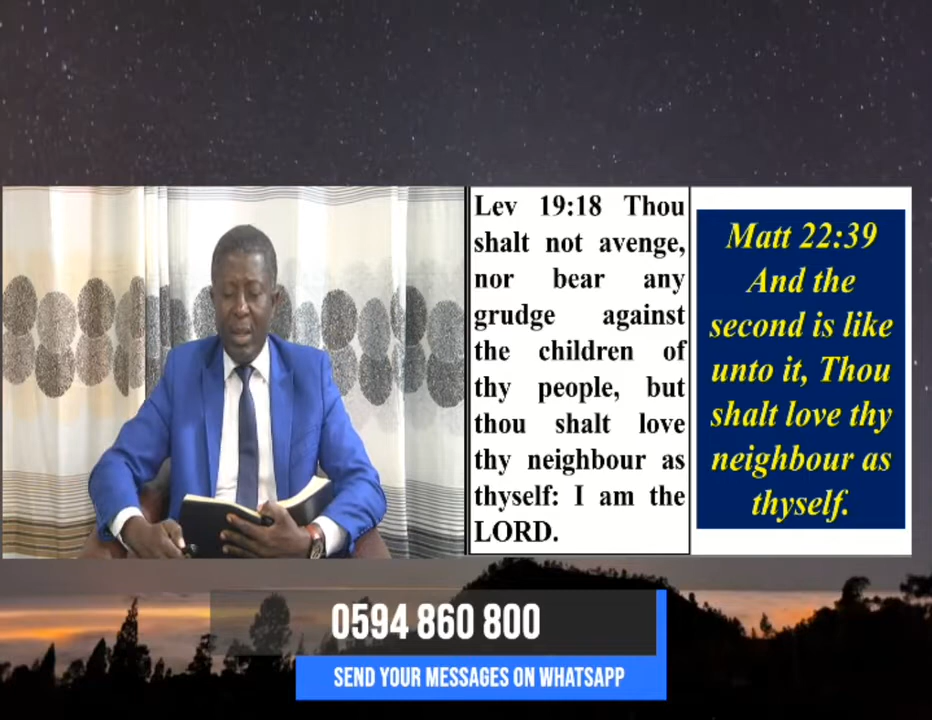 Lev 19:18 Thou
shalt not avenge,
nor bear any
grudge against
the children of
thy people, but
thou shalt love
thy neighbour as
thyself: I am the
LORD.
Matt 22:39
And the
second is like
unto it, Thou
shalt love thy
neighbour as
thyself.
0594 860 800
SEND YOUR MESSAGES ON WHATSAPP